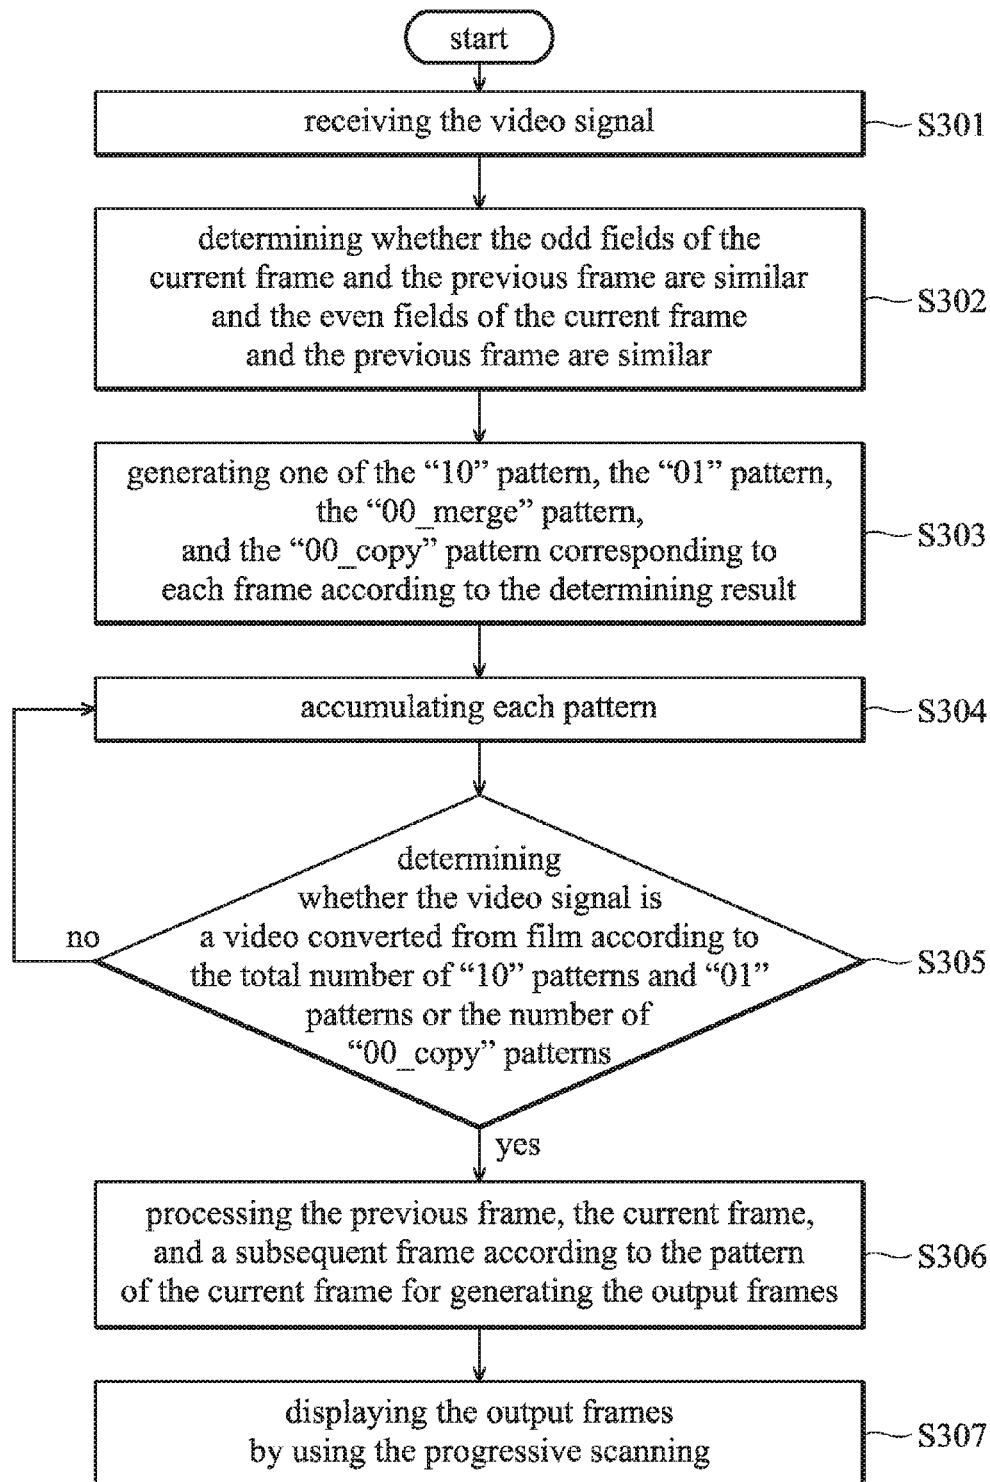 start
receiving the video signal
S301
determining whether the odd fields of the
current frame and the previous frame are similar
and the even fields of the current frame
and the previous frame are similar
S302
generating one of the “10” pattern, the “01” pattern,
the “00_merge” pattern,
and the “00_copy” pattern corresponding to
each frame according to the determining result
S303
accumulating each pattern
S304
determining
whether the video signal is
a video converted from film according to
the total number of “10” patterns and “01”
patterns or the number of
“00_copy” patterns
S305
no
yes
processing the previous frame, the current frame,
and a subsequent frame according to the pattern
of the current frame for generating the output frames
S306
displaying the output frames
by using the progressive scanning
S307